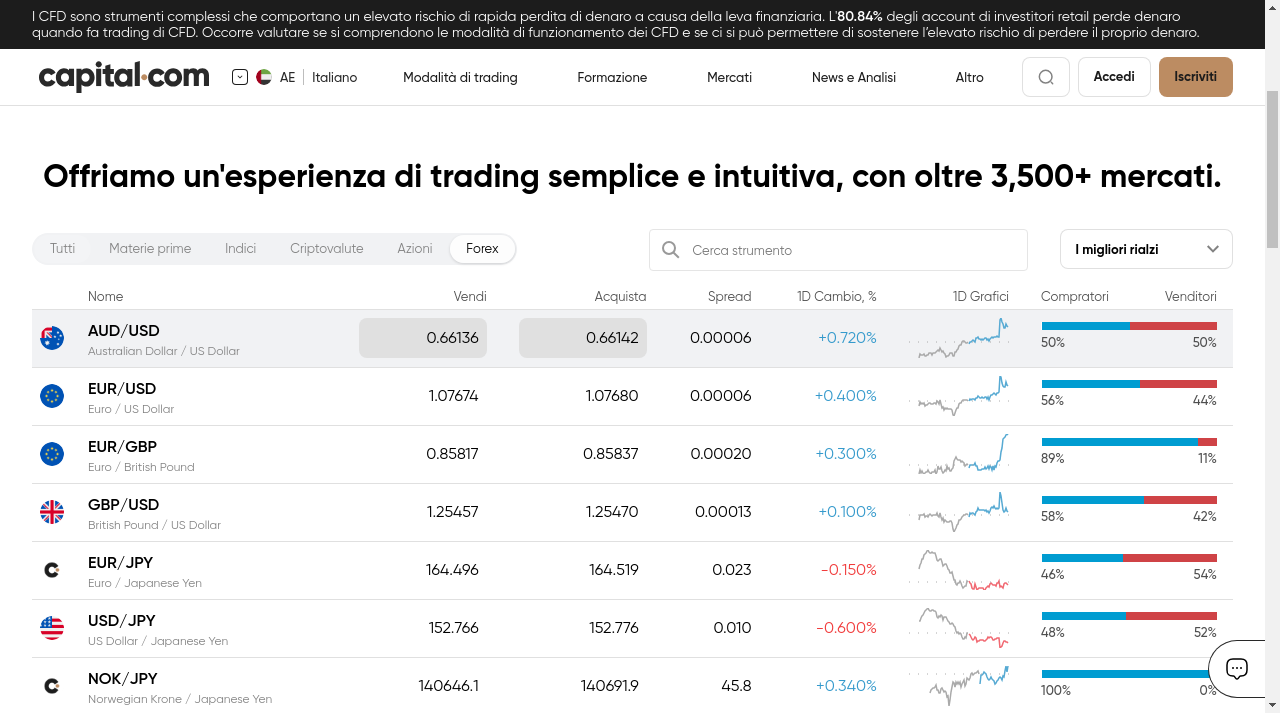 I CFD sono strumenti complessi che comportano un elevato rischio di rapida perdita di denaro a causa della leva finanziaria. L'80.84% degli account di investitori retail perde denaro
quando fa trading di CFD. Occorre valutare se si comprendono le modalità di funzionamento dei CFD e se ci si può permettere di sostenere l’elevato rischio di perdere il proprio denaro.
capital.com AE Italiano Modalità di trading Formazione Mercati News e Analisi Altro Accedi Iscriviti
Offriamo un'esperienza di trading semplice e intuitiva, con oltre 3,500+ mercati.
Tutti Materie prime Indici Criptovalute Azioni Forex Cerca strumento I migliori rialzi
Nome Vendi Acquista Spread 1D Cambio, % 1D Grafici Compratori Venditori
AUD/USD 0.66136 0.66142 0.00006 +0.720%
Australian Dollar / US Dollar 50% 50%
EUR/USD 1.07674 1.07680 0.00006 +0.400%
Euro / US Dollar 56% 44%
EUR/GBP 0.85817 0.85837 0.00020 +0.300%
Euro / British Pound 89% 11%
GBP/USD 1.25457 1.25470 0.00013 +0.100%
British Pound / US Dollar 58% 42%
EUR/JPY 164.496 164.519 0.023 -0.150%
Euro / Japanese Yen 46% 54%
USD/JPY 152.766 152.776 0.010 -0.600%
US Dollar / Japanese Yen 48% 52%
NOK/JPY 140646.1 140691.9 45.8 +0.340%
Norwegian Krone / Japanese Yen 100% 0%